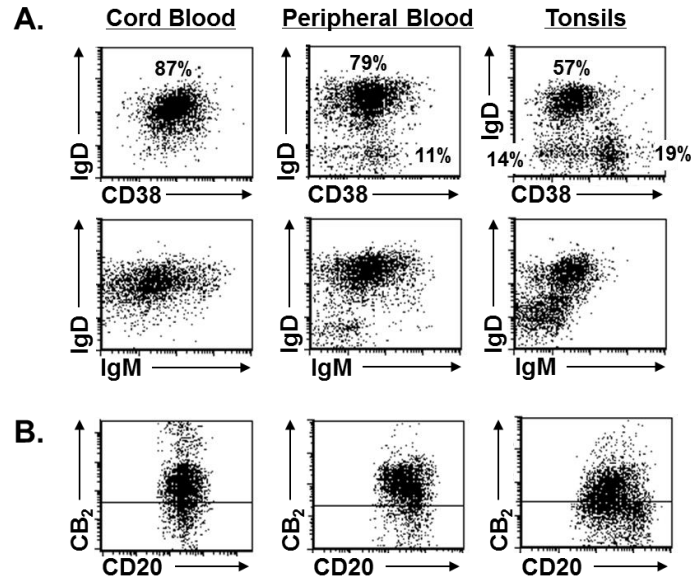 A.
Cord Blood Peripheral Blood Tonsils
87% 79% 57%
IgD IgD IgD
11% 14% 19%
CD38 CD38 CD38
IgD IgD IgD
IgM IgM IgM
B.
CB2 CB2 CB2
CD20 CD20 CD20